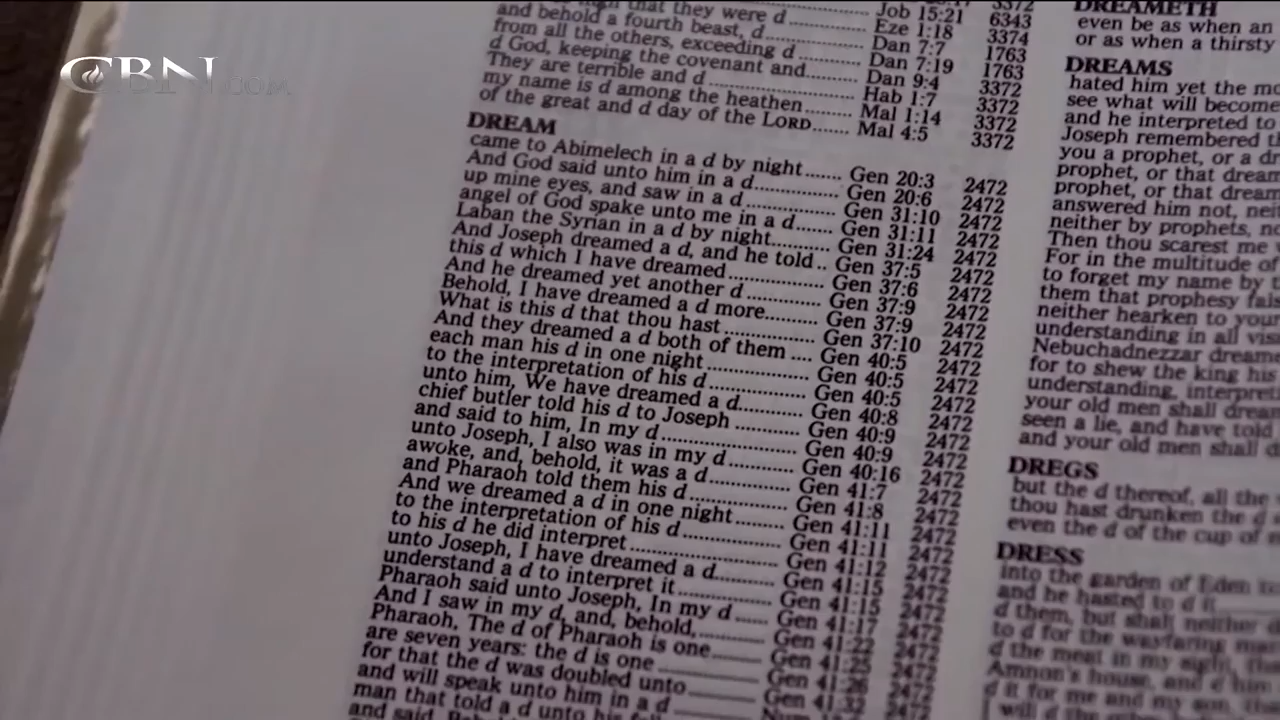 CBN.COM
that they were d Job 15:21 3372
and behold a fourth beast, d Eze 1:18 6343
from all the others, exceeding d Dan 7:7 3374
d God, keeping the covenant and Dan 7:19 1763
They are terrible and d Dan 9:4 1763
my name is d among the heathen Hab 1:7 3372
of the great and d day of the LORD Mal 1:14 3372
Mal 4:5 3372
3372
DREAM
came to Abimelech in a d by night Gen 20:3 2472
And God said unto him in a d Gen 20:6 2472
up mine eyes, and saw in a d Gen 31:10 2472
angel of God spake unto me in a d Gen 31:11 2472
Laban the Syrian in a d by night Gen 31:24 2472
And Joseph dreamed a d, and he told .. Gen 37:5 2472
this d which I have dreamed Gen 37:6 2472
And he dreamed yet another d Gen 37:9 2472
Behold, I have dreamed a d more Gen 37:9 2472
What is this d that thou hast Gen 37:10 2472
And they dreamed a d both of them .... Gen 40:5 2472
each man his d in one night Gen 40:5 2472
to the interpretation of his d Gen 40:5 2472
unto him, We have dreamed a d Gen 40:8 2472
chief butler told his d to Joseph Gen 40:9 2472
and said to him, In my d Gen 40:9 2472
unto Joseph, I also was in my d Gen 40:16 2472
awoke, and, behold, it was a d Gen 41:7 2472
and Pharaoh told them his d Gen 41:8 2472
And we dreamed a d in one night Gen 41:11 2472
to the interpretation of his d Gen 41:11 2472
to his d he did interpret Gen 41:12 2472
unto Joseph, I have dreamed a d Gen 41:15 2472
understand a d to interpret it Gen 41:15 2472
Pharaoh said unto Joseph, In my d Gen 41:17 2472
And I saw in my d, and, behold, Gen 41:22 2472
Pharaoh, The d of Pharaoh is one Gen 41:25 2472
are seven years: the d is one Gen 41:26 2472
for that the d was doubled unto Gen 41:32 2472
and will speak unto him in a d
man that told a d unto his
and said,
DREAMETH
even be as when an
or as when a thirsty
DREAMS
hated him yet the
see what will become
and he interpreted to
Joseph remembered
you a prophet, or a
prophet, or that dream
prophet, or that dream
answered him not,
neither by prophets,
Then thou scarest me
For in the multitude of
to forget my name by
them that prophesy
neither hearken to your
understanding in all
Nebuchadnezzar
for to shew the king his
understanding,
your old men shall
seen a lie, and have told
and your old men shall
DREGS
but the d thereof, all the
thou hast drunken the d
even the d of the cup of
DRESS
into the garden of Eden
and he hasted to d it
d them, but shalt neither
to d for the wayfaring
d the meat in my sight,
Amnon's house, and d him
d it for me and my son,
will d